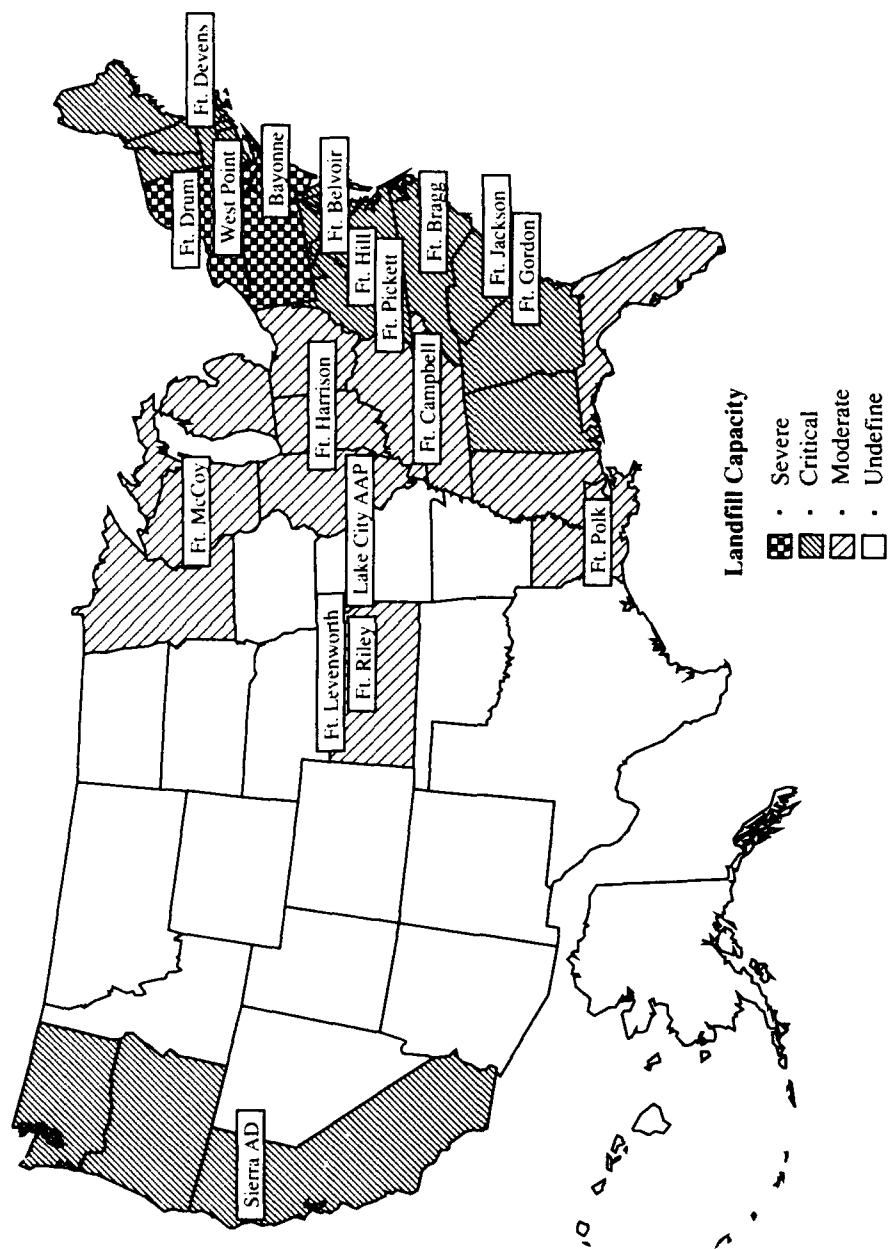 Ft. Devens
Ft. Drum
West Point
Bayonne
Ft. Belvoir
Ft. Hill
Ft. Pickett
Ft. Bragg
Ft. Jackson
Ft. Gordon
Ft. Harrison
Ft. Campbell
Ft. McCoy
Lake City AAP
Ft. Polk
Ft. Levenworth
Ft. Riley
Sierra AD
Landfill Capacity
· Severe
· Critical
· Moderate
· Undefine